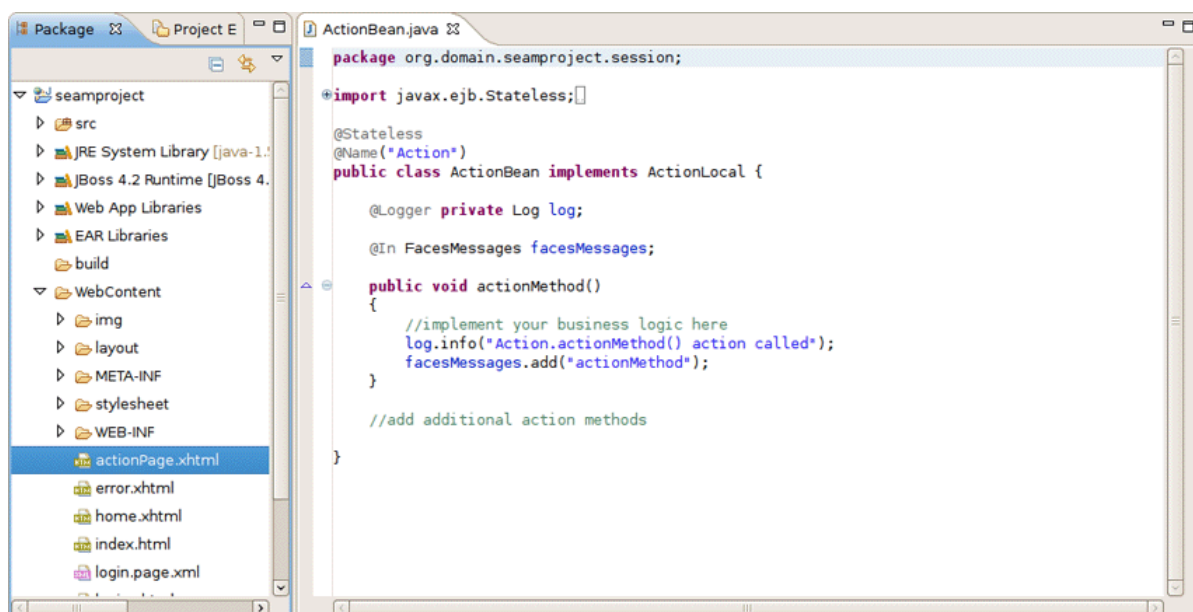 Package
Project E
seamproject
src
JRE System Library [java-1.5
JBoss 4.2 Runtime [JBoss 4.
Web App Libraries
EAR Libraries
build
WebContent
img
layout
META-INF
stylesheet
WEB-INF
actionPage.xhtml
error.xhtml
home.xhtml
index.html
login.page.xml
ActionBean.java
package org.domain.seamproject.session;
import javax.ejb.Stateless;
@Stateless
@Name("Action")
public class ActionBean implements ActionLocal {
@Logger private Log log;
@In FacesMessages facesMessages;
public void actionMethod()
{
//implement your business logic here
log.info("Action.actionMethod() action called");
facesMessages.add("actionMethod");
}
//add additional action methods
}